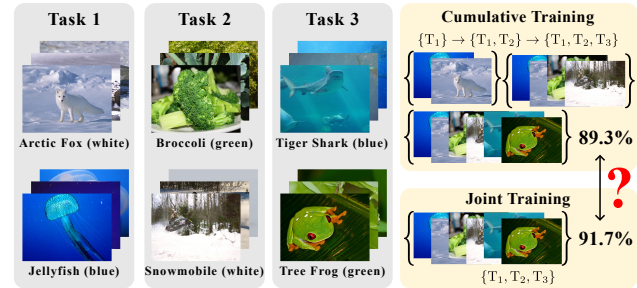 Task 1
Task 2
Task 3
Arctic Fox (white)
Broccoli (green)
Tiger Shark (blue)
Jellyfish (blue)
Snowmobile (white)
Tree Frog (green)
Cumulative Training
{T₁} → {T₁, T₂} → {T₁, T₂, T₃}
89.3%
?
Joint Training
91.7%
{T₁, T₂, T₃}